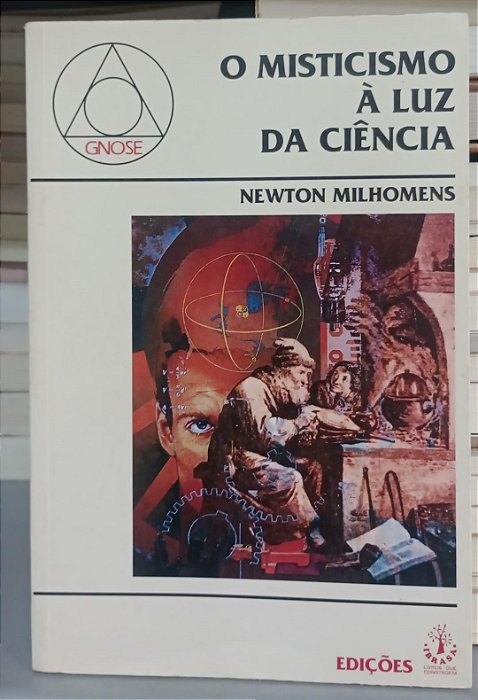 O MISTICISMO
À LUZ
DA CIÊNCIA
GNOSE
NEWTON MILHOMENS
EDIÇÕES
IBRASA
LIVROS QUE
CONSTROEM